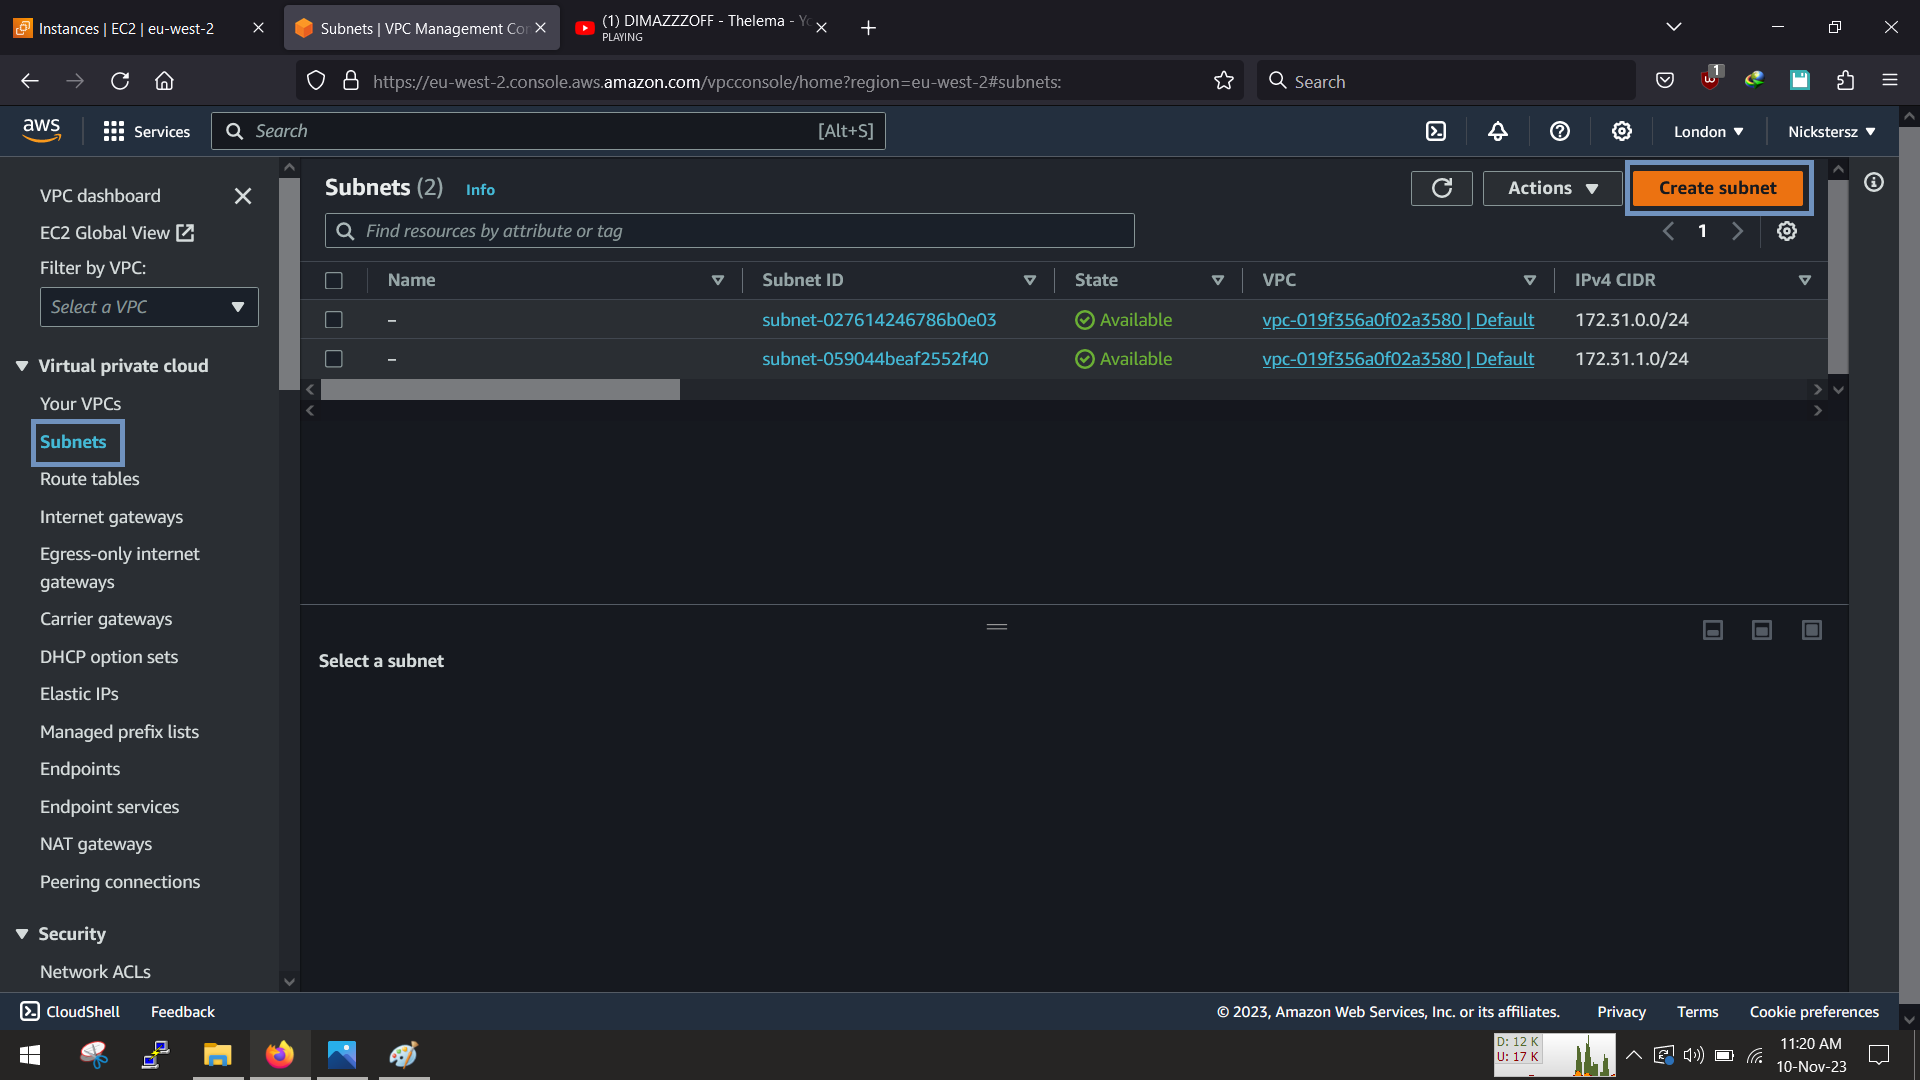 Instances | EC2 | eu-west-2
Subnets | VPC Management Con
(1) DIMAZZZOFF - Thelema - Yo
PLAYING
https://eu-west-2.console.aws.amazon.com/vpcconsole/home?region=eu-west-2#subnets:
Search
1
aws
Services
Search
[Alt+S]
London
Nickstersz
VPC dashboard
EC2 Global View
Filter by VPC:
Select a VPC
Virtual private cloud
Your VPCs
Subnets
Route tables
Internet gateways
Egress-only internet
gateways
Carrier gateways
DHCP option sets
Elastic IPs
Managed prefix lists
Endpoints
Endpoint services
NAT gateways
Peering connections
Security
Network ACLs
Subnets (2) Info
Actions
Create subnet
Find resources by attribute or tag
1
Name Subnet ID State VPC IPv4 CIDR
– subnet-027614246786b0e03 Available vpc-019f356a0f02a3580 | Default 172.31.0.0/24
– subnet-059044beaf2552f40 Available vpc-019f356a0f02a3580 | Default 172.31.1.0/24
Select a subnet
CloudShell Feedback © 2023, Amazon Web Services, Inc. or its affiliates. Privacy Terms Cookie preferences
D: 12 K
U: 17 K
11:20 AM
10-Nov-23